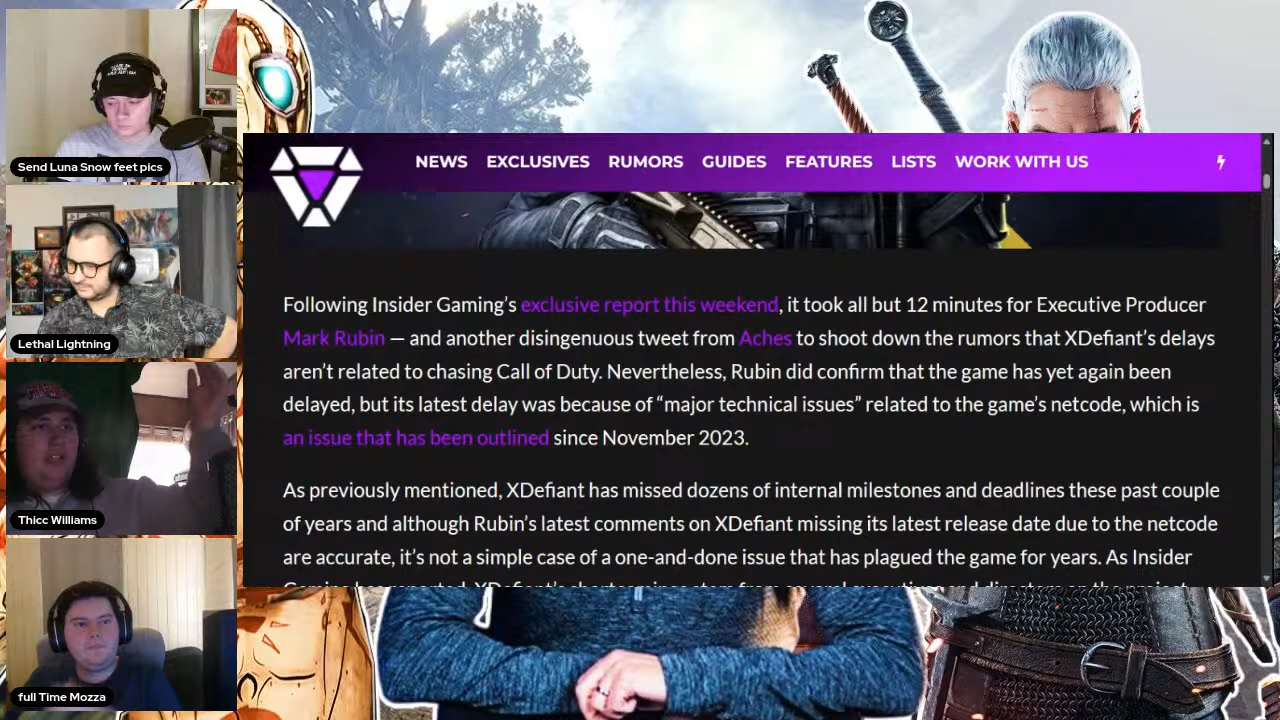 Send Luna Snow feet pics
Lethal Lightning
Thicc Williams
full Time Mozza
NEWS EXCLUSIVES RUMORS GUIDES FEATURES LISTS WORK WITH US
Following Insider Gaming’s exclusive report this weekend, it took all but 12 minutes for Executive Producer
Mark Rubin — and another disingenuous tweet from Aches to shoot down the rumors that XDefiant’s delays
aren’t related to chasing Call of Duty. Nevertheless, Rubin did confirm that the game has yet again been
delayed, but its latest delay was because of “major technical issues” related to the game’s netcode, which is
an issue that has been outlined since November 2023.
As previously mentioned, XDefiant has missed dozens of internal milestones and deadlines these past couple
of years and although Rubin’s latest comments on XDefiant missing its latest release date due to the netcode
are accurate, it’s not a simple case of a one-and-done issue that has plagued the game for years. As Insider